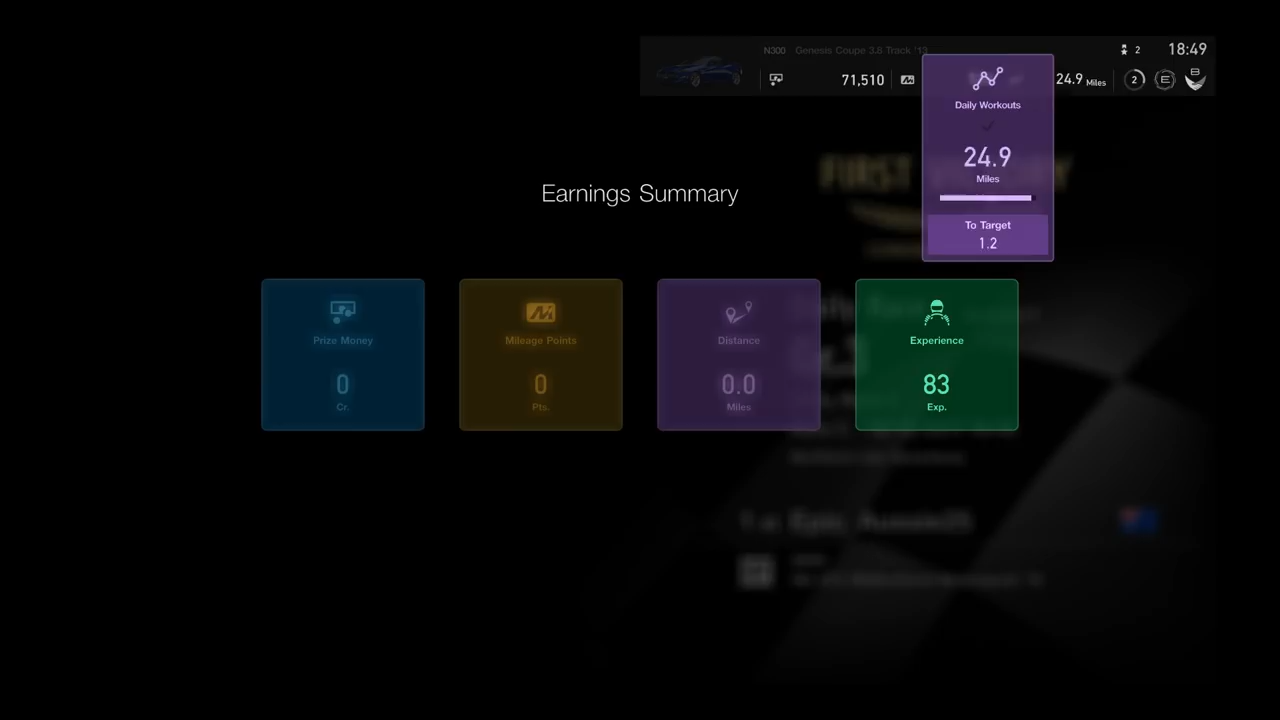 N300 Genesis Coupe 3.8 Track '13
2 18:49
71,510
24.9 Miles
2 E B
Daily Workouts
24.9
Miles
To Target
1.2
FIRST
Earnings Summary
Prize Money
0
Cr.
Mileage Points
0
Pts.
Distance
0.0
Miles
Experience
83
Exp.